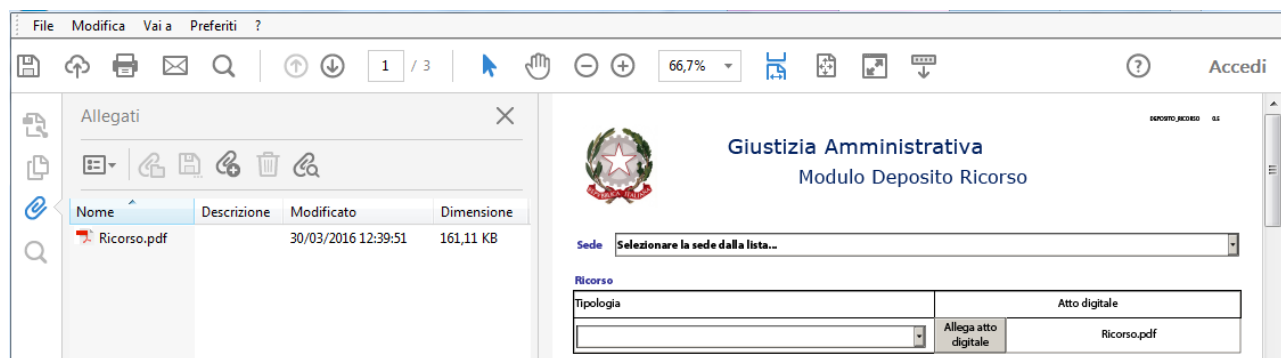 File Modifica Vai a Preferiti ?
1 / 3 66,7% ? Accedi
Allegati
Nome Descrizione Modificato Dimensione
Ricorso.pdf 30/03/2016 12:39:51 161,11 KB
DEPOSITO_RICORSO 0.5
Giustizia Amministrativa
Modulo Deposito Ricorso
Sede Selezionare la sede dalla lista...
Ricorso
Tipologia Atto digitale
Allega atto
digitale
Ricorso.pdf